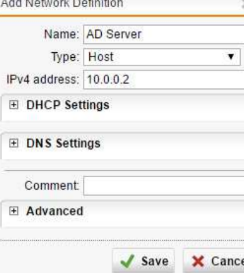 Add Network Definition
Name: AD Server
Type: Host
IPv4 address: 10.0.0.2
DHCP Settings
DNS Settings
Comment:
Advanced
Save Cance